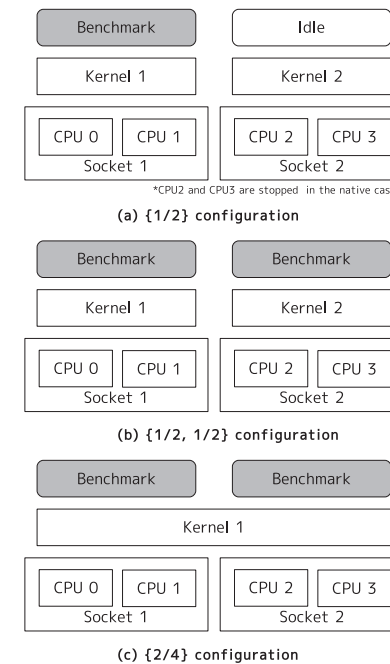 Benchmark Idle
Kernel 1 Kernel 2
CPU 0 CPU 1 CPU 2 CPU 3
Socket 1 Socket 2
*CPU2 and CPU3 are stopped in the native cas
(a) {1/2} configuration
Benchmark Benchmark
Kernel 1 Kernel 2
CPU 0 CPU 1 CPU 2 CPU 3
Socket 1 Socket 2
(b) {1/2, 1/2} configuration
Benchmark Benchmark
Kernel 1
CPU 0 CPU 1 CPU 2 CPU 3
Socket 1 Socket 2
(c) {2/4} configuration